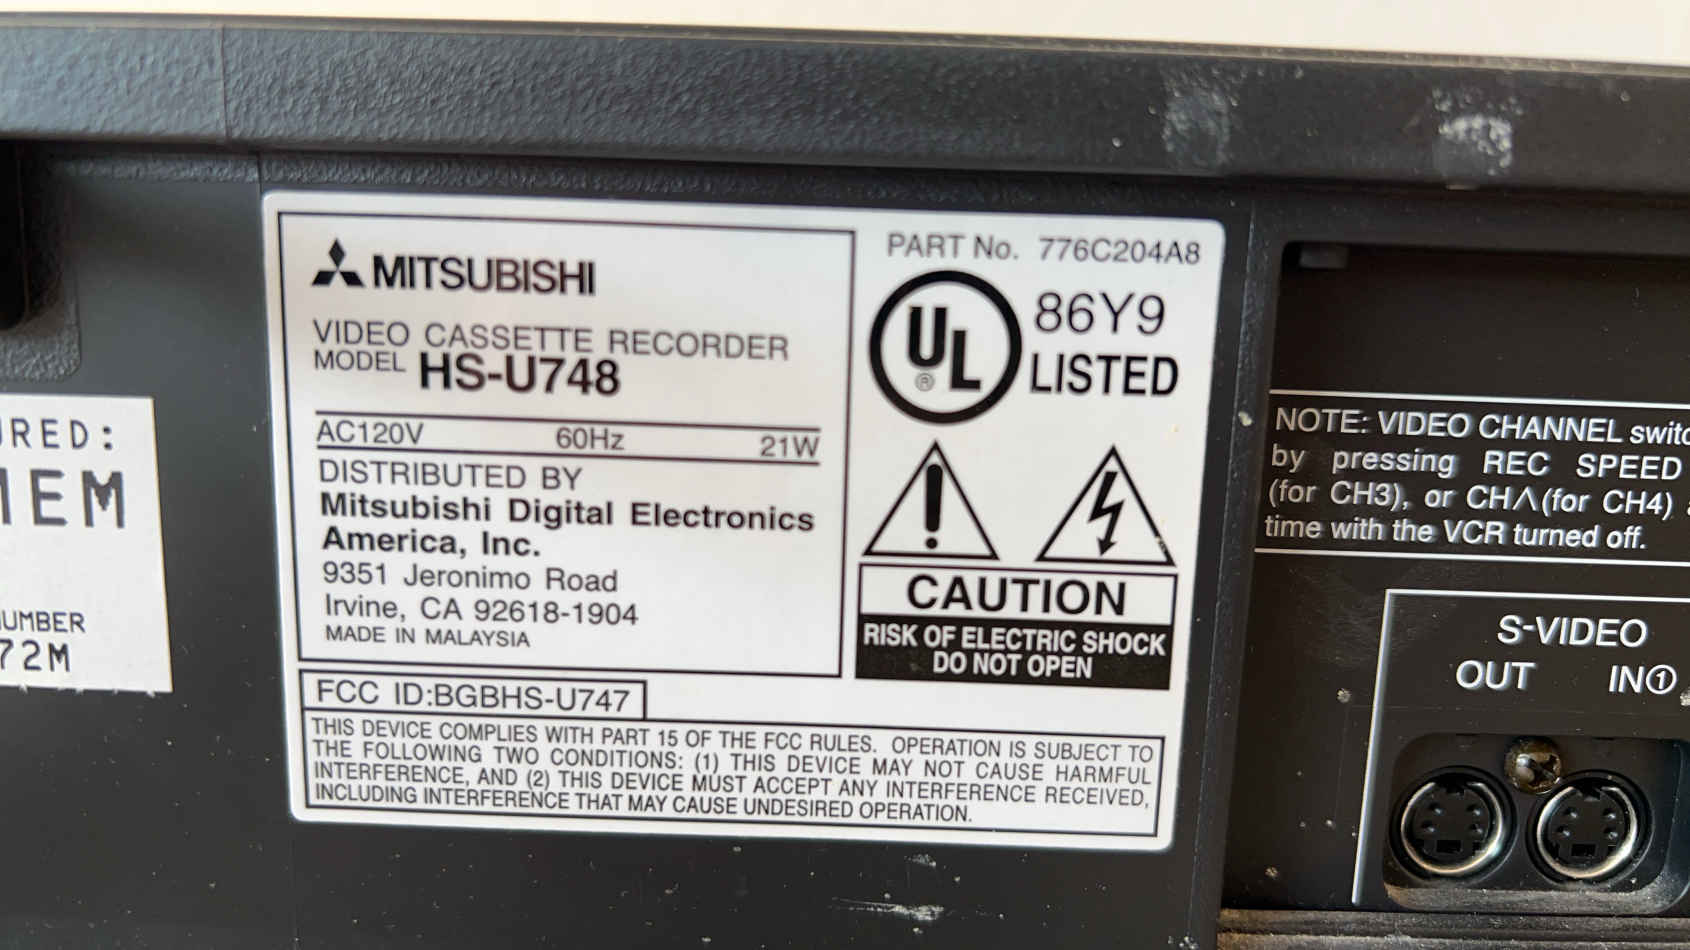 MITSUBISHI
VIDEO CASSETTE RECORDER
MODEL HS-U748
AC120V 60Hz 21W
DISTRIBUTED BY
Mitsubishi Digital Electronics
America, Inc.
9351 Jeronimo Road
Irvine, CA 92618-1904
MADE IN MALAYSIA
FCC ID:BGBHS-U747
THIS DEVICE COMPLIES WITH PART 15 OF THE FCC RULES. OPERATION IS SUBJECT TO
THE FOLLOWING TWO CONDITIONS: (1) THIS DEVICE MAY NOT CAUSE HARMFUL
INTERFERENCE, AND (2) THIS DEVICE MUST ACCEPT ANY INTERFERENCE RECEIVED,
INCLUDING INTERFERENCE THAT MAY CAUSE UNDESIRED OPERATION.
PART No. 776C204A8
UL ®
86Y9
LISTED
CAUTION
RISK OF ELECTRIC SHOCK
DO NOT OPEN
NOTE: VIDEO CHANNEL switc
by pressing REC SPEED
(for CH3), or CHΛ(for CH4)
time with the VCR turned off.
S-VIDEO
OUT IN①
RED:
EM
UMBER
72M